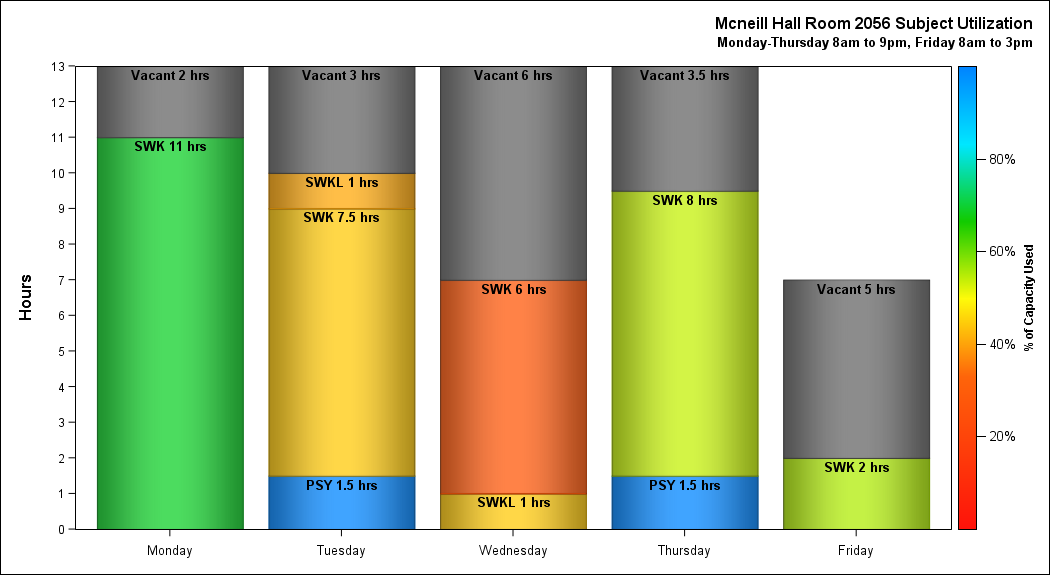 Mcneill Hall Room 2056 Subject Utilization
Monday-Thursday 8am to 9pm, Friday 8am to 3pm
13
12
11
10
9
8
7
6
5
4
3
2
1
0
Hours
Vacant 2 hrs
SWK 11 hrs
Vacant 3 hrs
SWKL 1 hrs
SWK 7.5 hrs
PSY 1.5 hrs
Vacant 6 hrs
SWK 6 hrs
SWKL 1 hrs
Vacant 3.5 hrs
SWK 8 hrs
PSY 1.5 hrs
Vacant 5 hrs
SWK 2 hrs
Monday
Tuesday
Wednesday
Thursday
Friday
80%
60%
40%
20%
% of Capacity Used